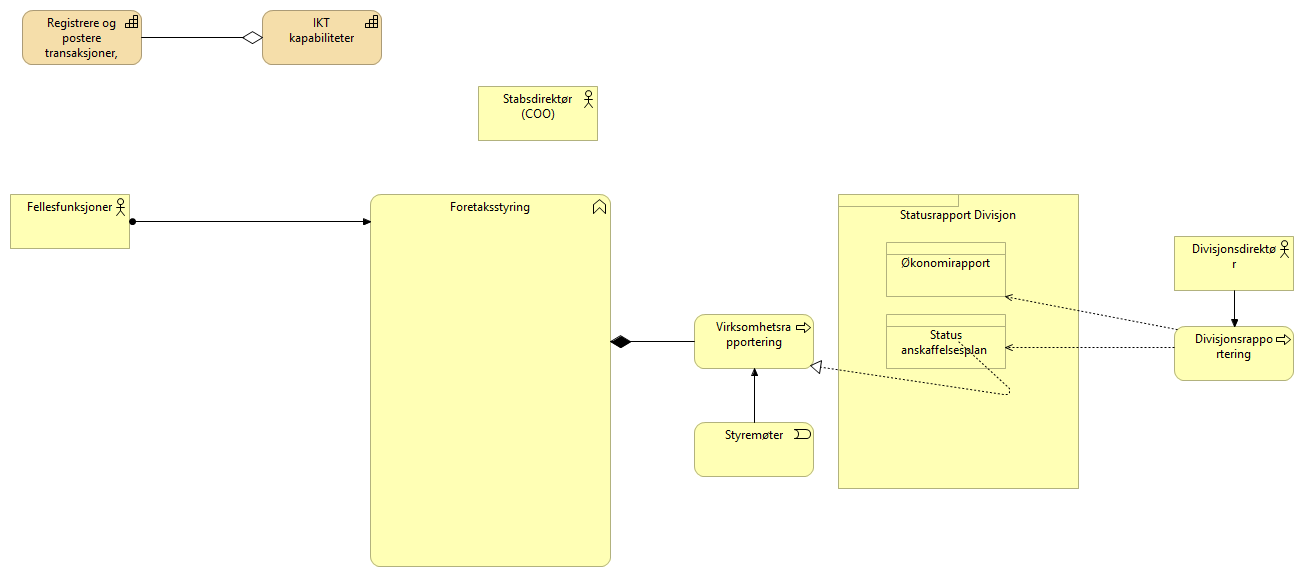 Registrere og
postere
transaksjoner,
IKT
kapabiliteter
Stabsdirektør
(COO)
Fellesfunksjoner
Foretaksstyring
Statusrapport Divisjon
Økonomirapport
Status
anskaffelsesplan
Divisjonsdirektø
r
Virksomhetsra
pportering
Divisjonsrappo
rtering
Styremøter